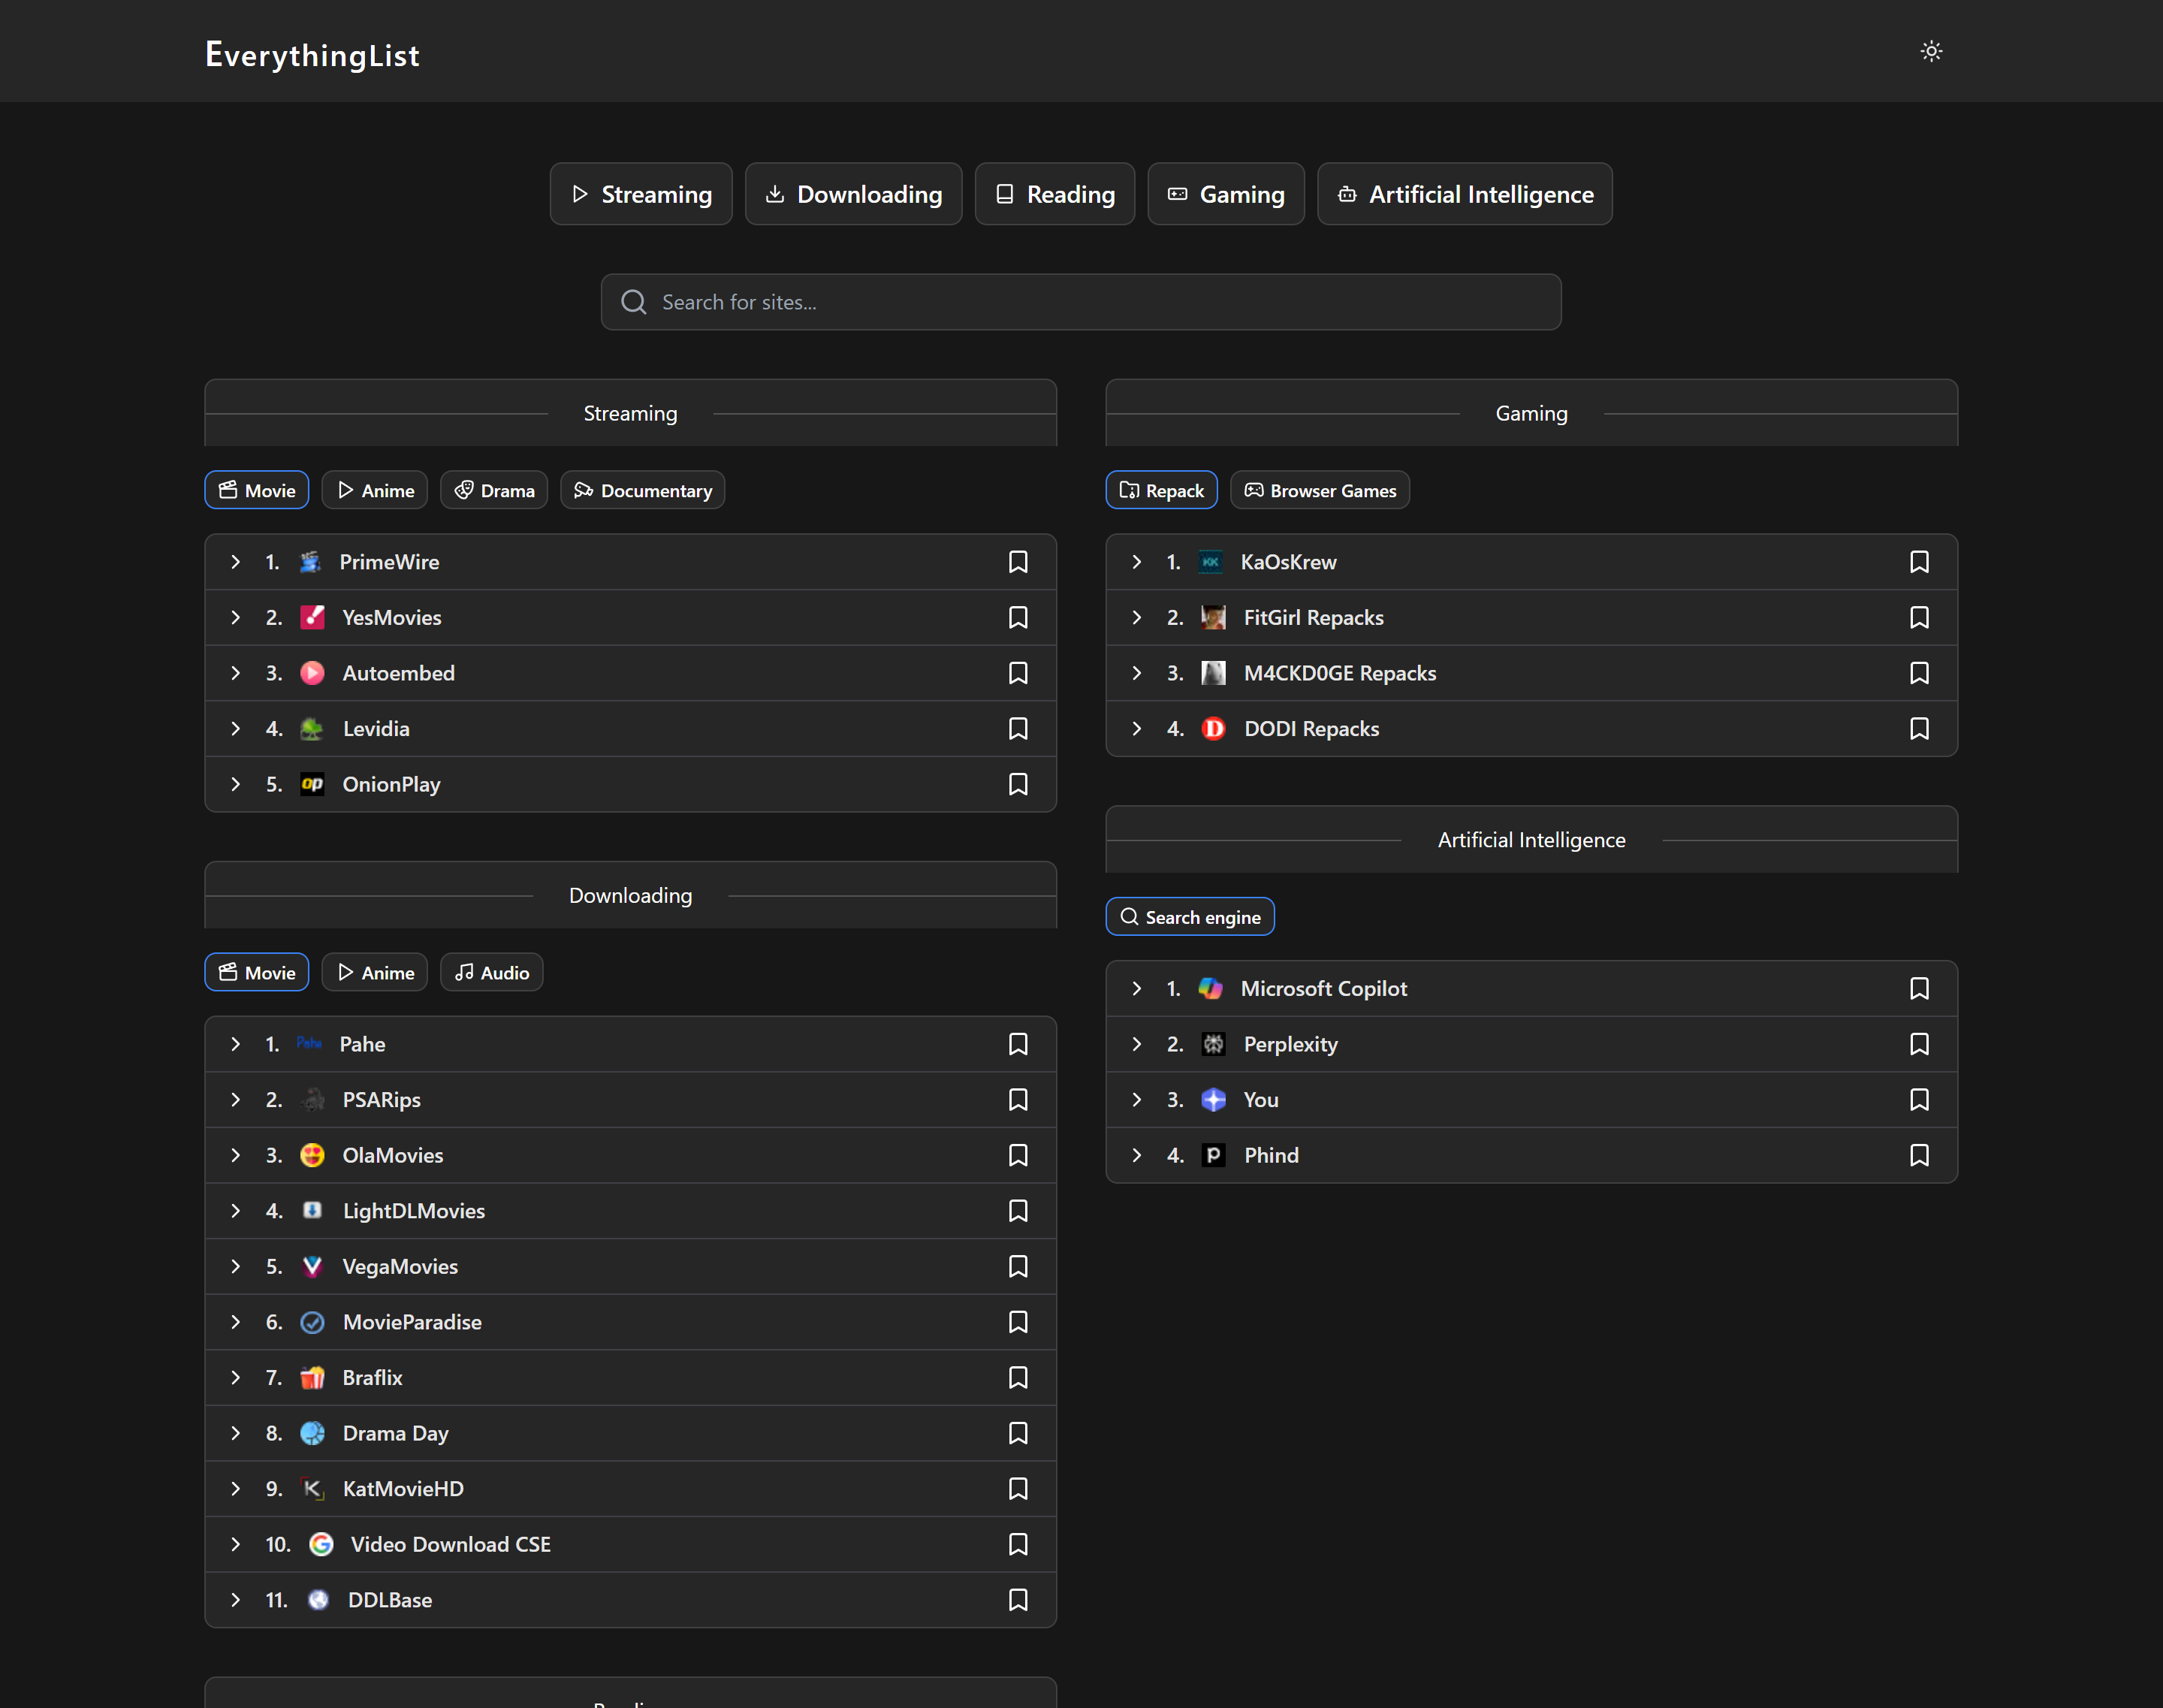 EverythingList
Streaming
Downloading
Reading
Gaming
Artificial Intelligence
Search for sites...
Streaming
Movie
Anime
Drama
Documentary
1. PrimeWire
2. YesMovies
3. Autoembed
4. Levidia
5. op OnionPlay
Downloading
Movie
Anime
Audio
1. Pahe Pahe
2. PSARips
3. OlaMovies
4. LightDLMovies
5. VegaMovies
6. MovieParadise
7. Braflix
8. Drama Day
9. K KatMovieHD
10. G Video Download CSE
11. DDLBase
Gaming
Repack
Browser Games
1. KK KaOsKrew
2. FitGirl Repacks
3. M4CKD0GE Repacks
4. D DODI Repacks
Artificial Intelligence
Search engine
1. Microsoft Copilot
2. Perplexity
3. You
4. p Phind